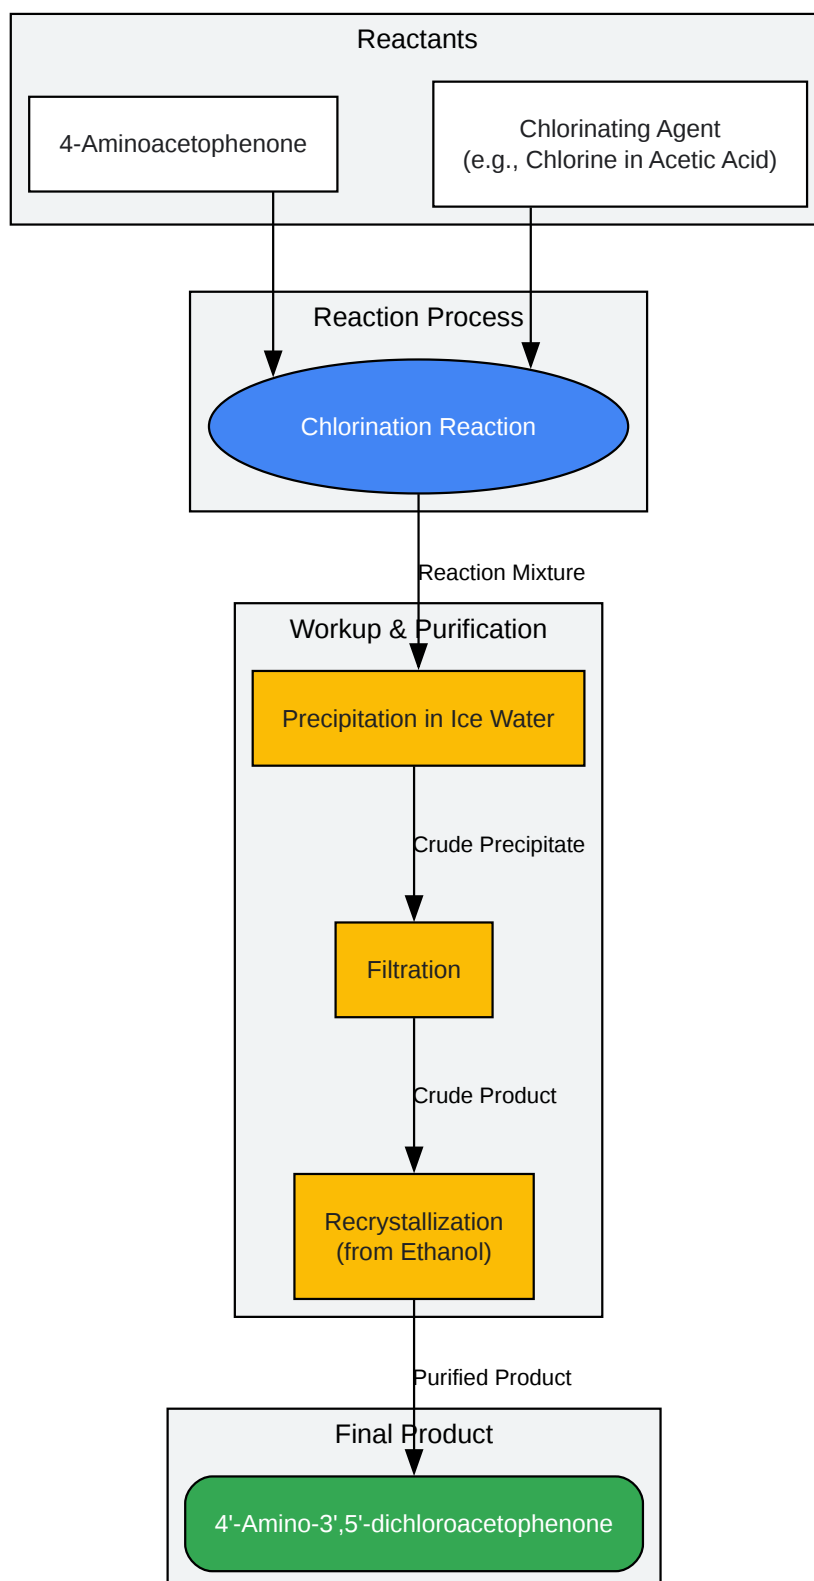 Reactants
4-Aminoacetophenone
Chlorinating Agent
(e.g., Chlorine in Acetic Acid)
Reaction Process
Chlorination Reaction
Reaction Mixture
Workup & Purification
Precipitation in Ice Water
Crude Precipitate
Filtration
Crude Product
Recrystallization
(from Ethanol)
Purified Product
Final Product
4'-Amino-3',5'-dichloroacetophenone